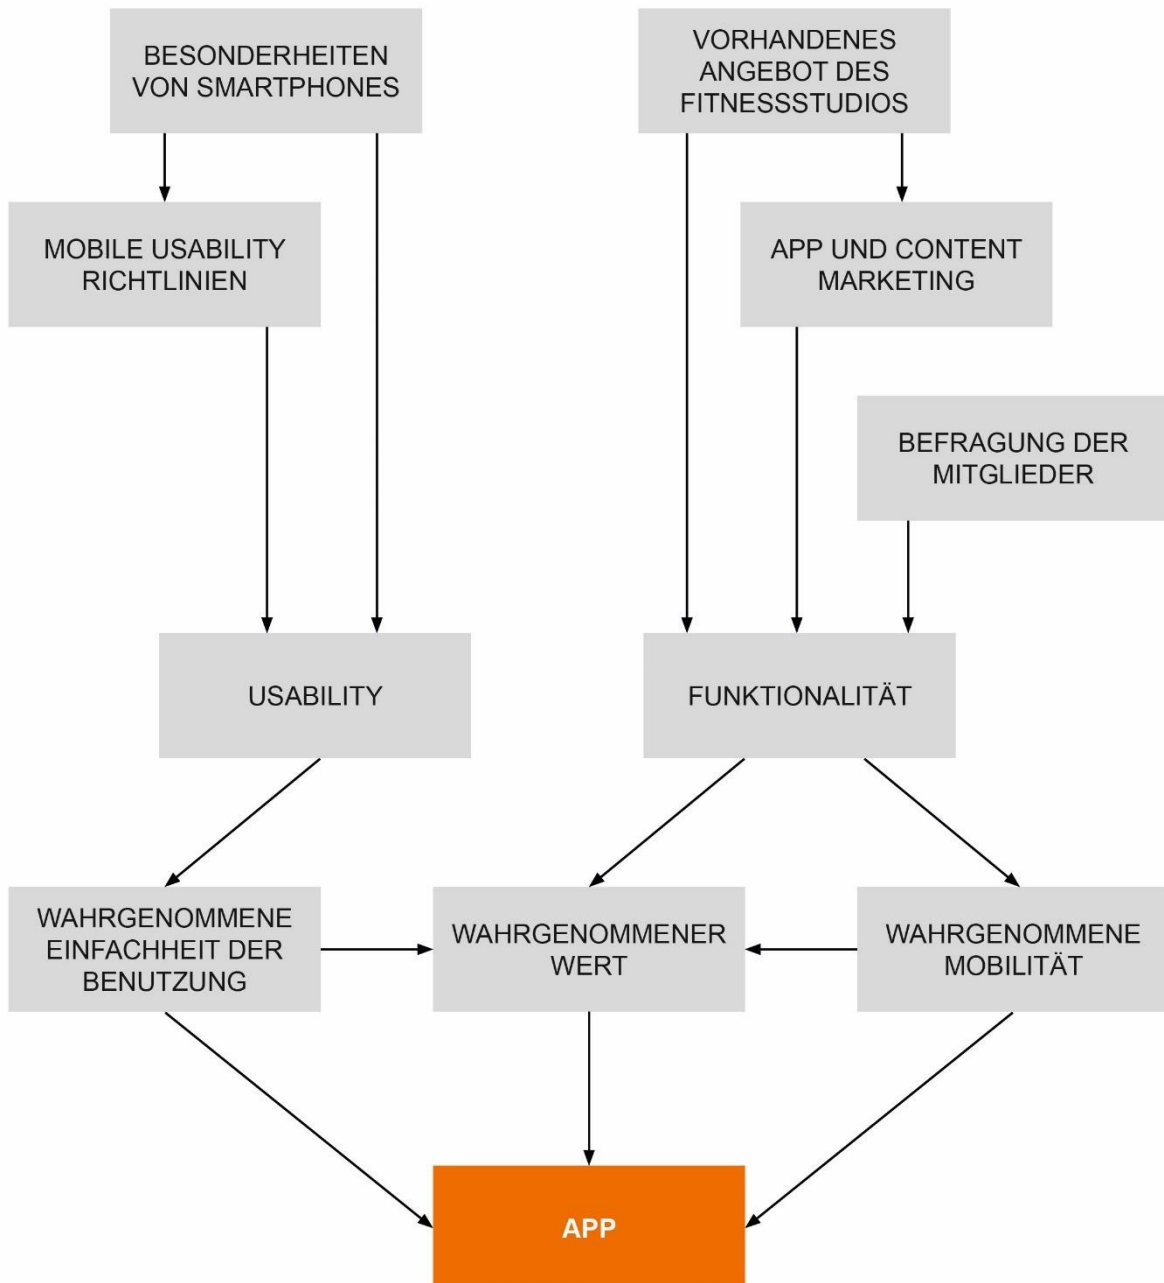 BESONDERHEITEN
VON SMARTPHONES
VORHANDENES
ANGEBOT DES
FITNESSSTUDIOS
MOBILE USABILITY
RICHTLINIEN
APP UND CONTENT
MARKETING
BEFRAGUNG DER
MITGLIEDER
USABILITY
FUNKTIONALITÄT
WAHRGENOMMENE
EINFACHHEIT DER
BENUTZUNG
WAHRGENOMMENER
WERT
WAHRGENOMMENE
MOBILITÄT
APP